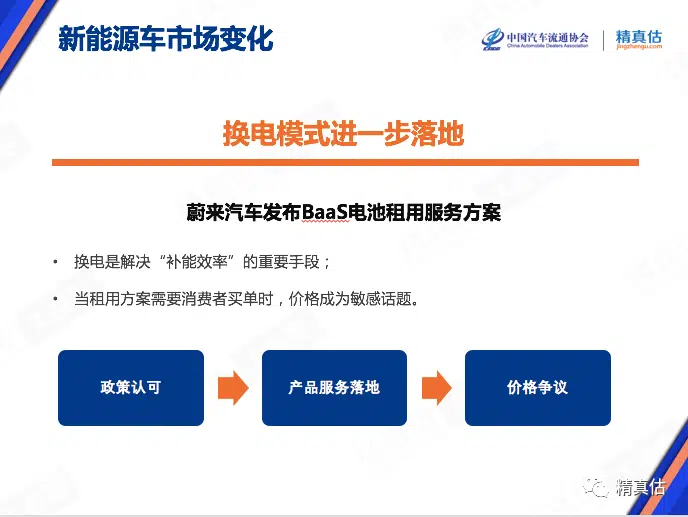 新能源车市场变化
中国汽车流通协会
China Automobile Dealers Association
精真估
jingzhengu.com
换电模式进一步落地
蔚来汽车发布BaaS电池租用服务方案
• 换电是解决“补能效率”的重要手段；
• 当租用方案需要消费者买单时，价格成为敏感话题。
政策认可
产品服务落地
价格争议
精真估